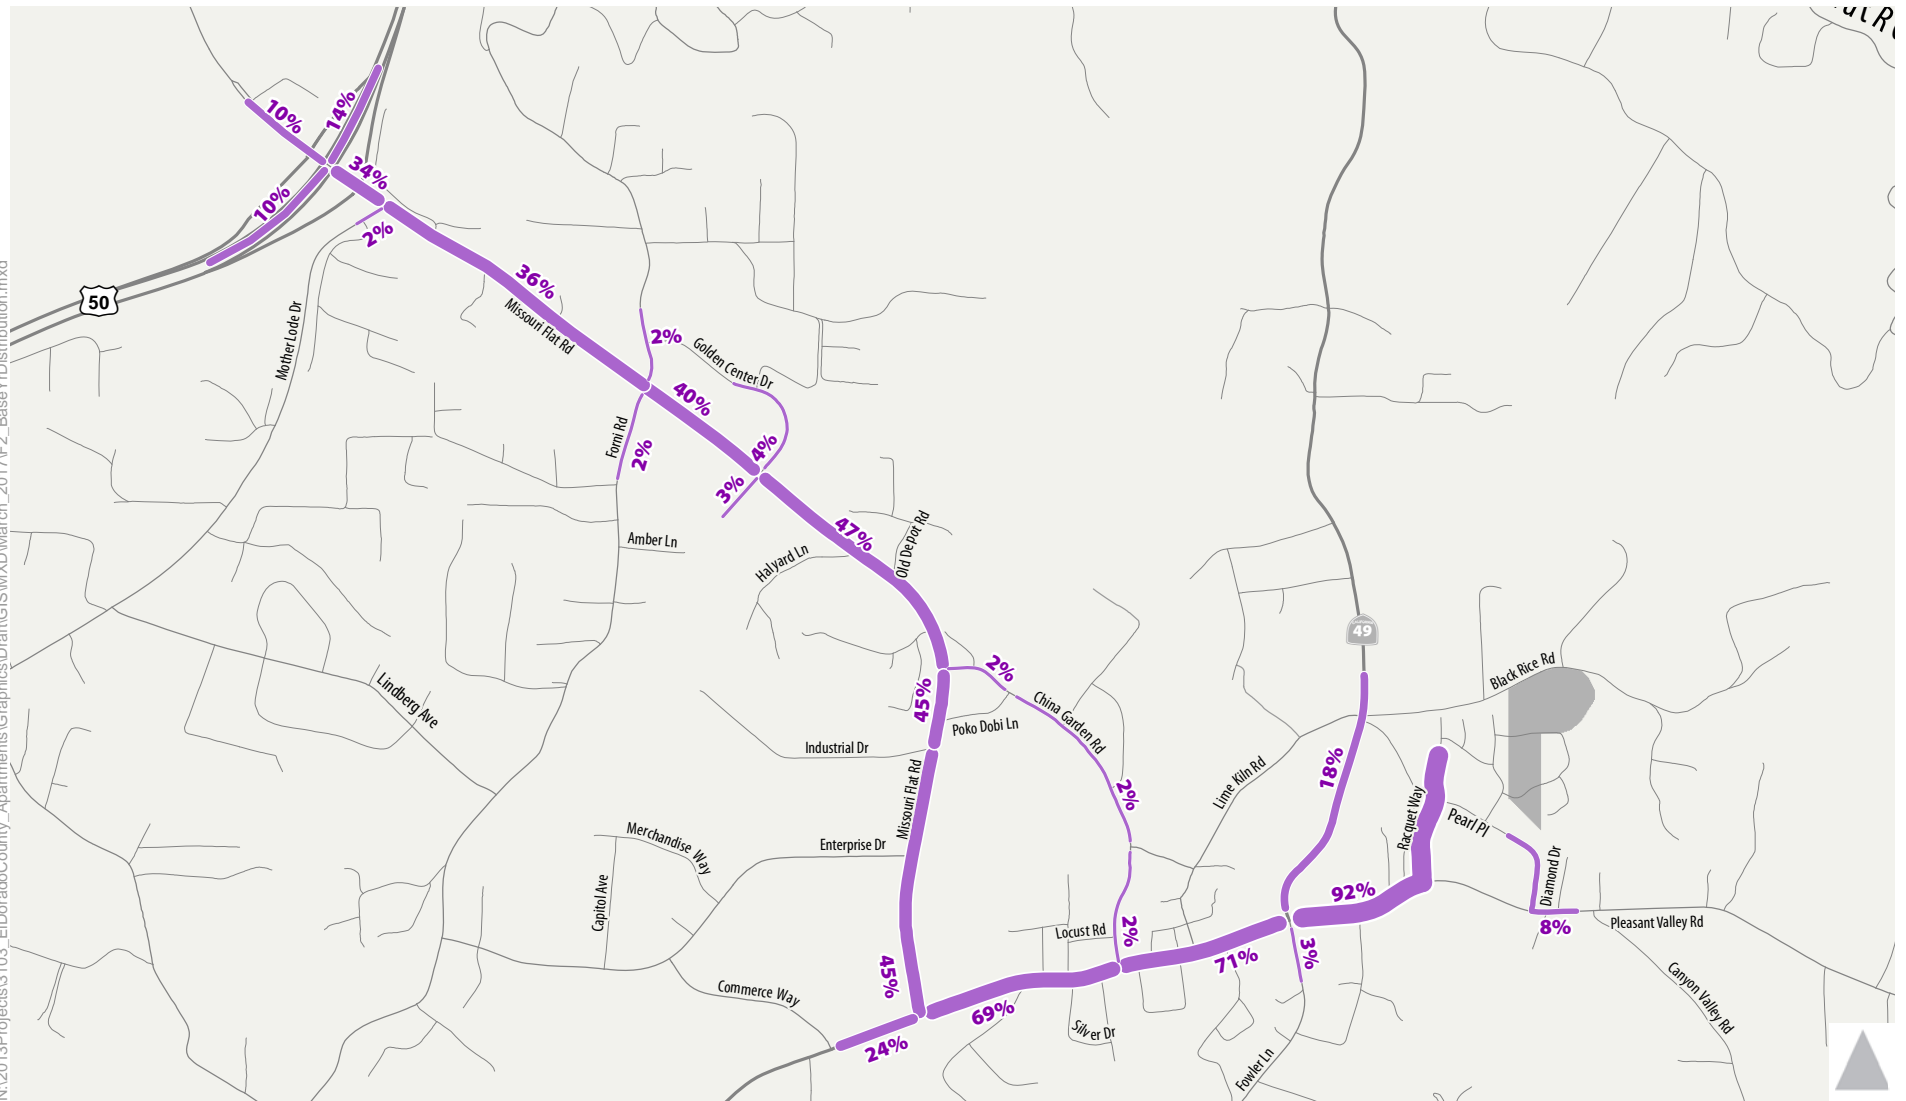 10%
14%
34%
10%
2%
50
36%
Missouri Flat Rd
Mother Lode Dr
2%
Golden Center Dr
40%
Forni Rd
2%
4%
3%
47%
Old Depot Rd
Amber Ln
Halyard Ln
49
2%
Black Rice Rd
Lindberg Ave
45%
China Garden Rd
Poko Dobi Ln
Industrial Dr
18%
Lime Kiln Rd
2%
Missouri Flat Rd
Racquet Way
Pearl Pl
Merchandise Way
Enterprise Dr
Diamond Dr
Capitol Ave
92%
Pleasant Valley Rd
8%
Locust Rd
2%
3%
71%
45%
Commerce Way
Canyon Valley Rd
69%
Silver Dr
24%
Fowler Ln